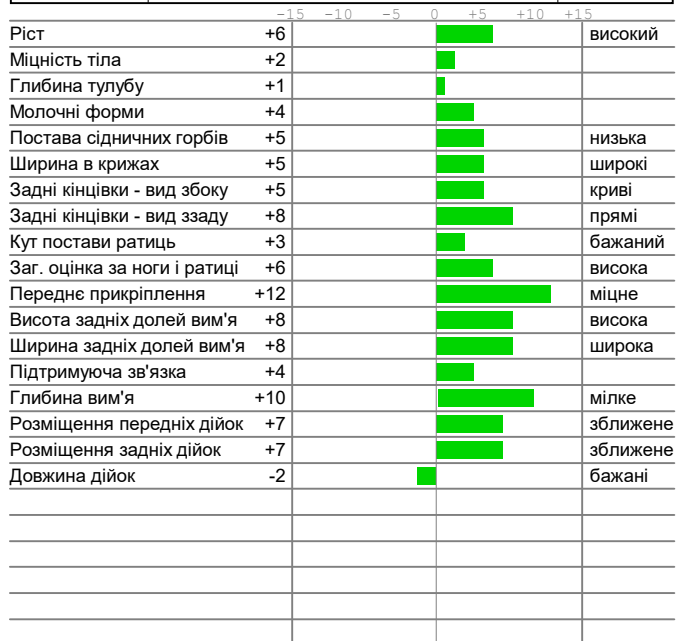 -15 -10 -5 0 +5 +10 +15
Ріст +6 високий
Міцність тіла +2
Глибина тулубу +1
Молочні форми +4
Постава сідничних горбів +5 низька
Ширина в крижах +5 широкі
Задні кінцівки - вид збоку +5 криві
Задні кінцівки - вид ззаду +8 прямі
Кут постави ратиць +3 бажаний
Заг. оцінка за ноги і ратиці +6 висока
Переднє прикріплення +12 міцне
Висота задніх долей вим'я +8 висока
Ширина задніх долей вим'я +8 широка
Підтримуюча зв'язка +4
Глибина вим'я +10 мілке
Розміщення передніх дійок +7 зближене
Розміщення задніх дійок +7 зближене
Довжина дійок -2 бажані